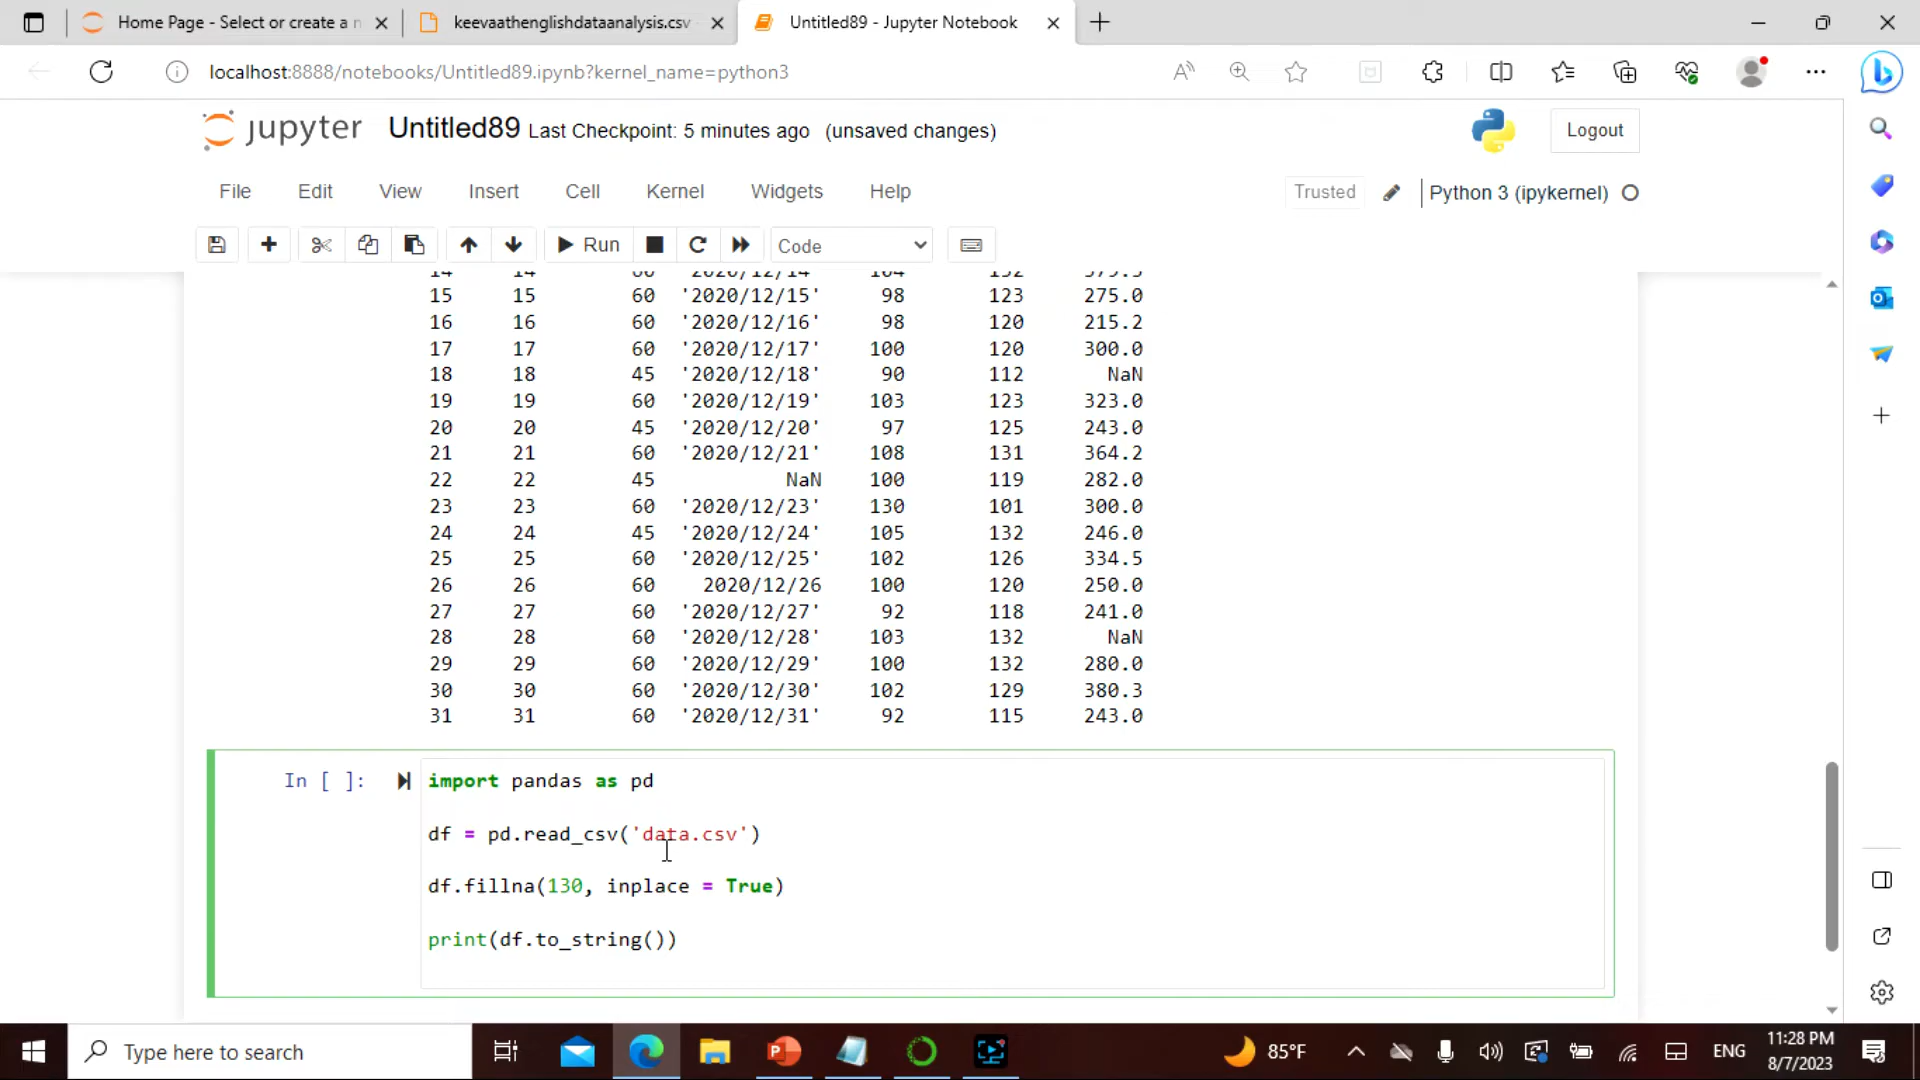 Home Page - Select or create a n
keevaathenglishdataanalysis.csv
Untitled89 - Jupyter Notebook
localhost:8888/notebooks/Untitled89.ipynb?kernel_name=python3
jupyter Untitled89 Last Checkpoint: 5 minutes ago (unsaved changes)
Logout
File Edit View Insert Cell Kernel Widgets Help
Trusted Python 3 (ipykernel)
Run Code
14 14 60 '2020/12/14' 104 132 379.3
15 15 60 '2020/12/15' 98 123 275.0
16 16 60 '2020/12/16' 98 120 215.2
17 17 60 '2020/12/17' 100 120 300.0
18 18 45 '2020/12/18' 90 112 NaN
19 19 60 '2020/12/19' 103 123 323.0
20 20 45 '2020/12/20' 97 125 243.0
21 21 60 '2020/12/21' 108 131 364.2
22 22 45 NaN 100 119 282.0
23 23 60 '2020/12/23' 130 101 300.0
24 24 45 '2020/12/24' 105 132 246.0
25 25 60 '2020/12/25' 102 126 334.5
26 26 60 2020/12/26 100 120 250.0
27 27 60 '2020/12/27' 92 118 241.0
28 28 60 '2020/12/28' 103 132 NaN
29 29 60 '2020/12/29' 100 132 280.0
30 30 60 '2020/12/30' 102 129 380.3
31 31 60 '2020/12/31' 92 115 243.0
In [ ]: import pandas as pd
df = pd.read_csv('data.csv')
df.fillna(130, inplace = True)
print(df.to_string())
Type here to search
85°F
ENG
11:28 PM
8/7/2023